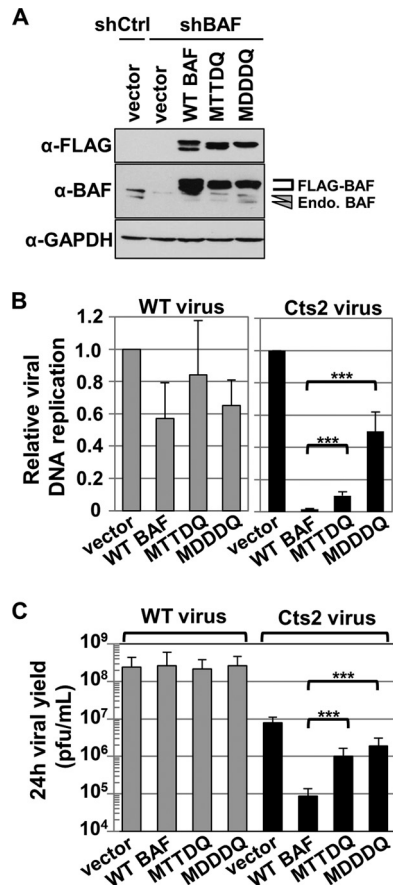 A
shCtrl shBAF
vector vector WT BAF MTTDQ MDDDQ
α-FLAG
α-BAF
FLAG-BAF
Endo. BAF
α-GAPDH
B
WT virus Cts2 virus
Relative viral
DNA replication
1.2
1.0
0.8
0.6
0.4
0.2
0
***
***
vector WT BAF MTTDQ MDDDQ vector WT BAF MTTDQ MDDDQ
C
WT virus Cts2 virus
24h viral yield
(pfu/mL)
10⁹
10⁸
10⁷
10⁶
10⁵
10⁴
***
***
vector WT BAF MTTDQ MDDDQ vector WT BAF MTTDQ MDDDQ